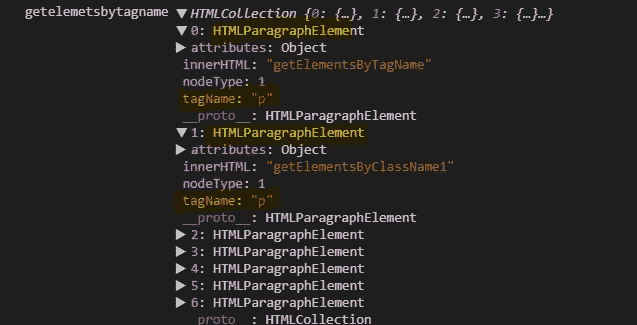 getelemetsbytagname ▼HTMLCollection {0: {…}, 1: {…}, 2: {…}, 3: {…}…}
▼0: HTMLParagraphElement
▶attributes: Object
innerHTML: "getElementsByTagName"
nodeType: 1
tagName: "p"
__proto__: HTMLParagraphElement
▼1: HTMLParagraphElement
▶attributes: Object
innerHTML: "getElementsByClassName1"
nodeType: 1
tagName: "p"
__proto__: HTMLParagraphElement
▶2: HTMLParagraphElement
▶3: HTMLParagraphElement
▶4: HTMLParagraphElement
▶5: HTMLParagraphElement
▶6: HTMLParagraphElement
__proto__: HTMLCollection